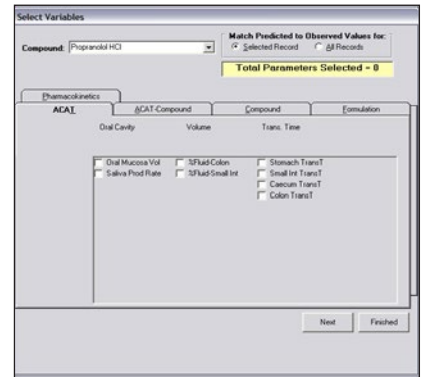 Select Variables
Match Predicted to Observed Values for:
Compound: Propranolol HCl
Selected Record All Records
Total Parameters Selected = 0
Pharmacokinetics
ACAT ACAT-Compound Compound Formulation
Oral Cavity Volume Trans. Time
Oral Mucosa Vol %Fluid-Colon Stomach TransT
Saliva Prod Rate %Fluid-Small Int Small Int TransT
Caecum TransT
Colon TransT
Next Finished